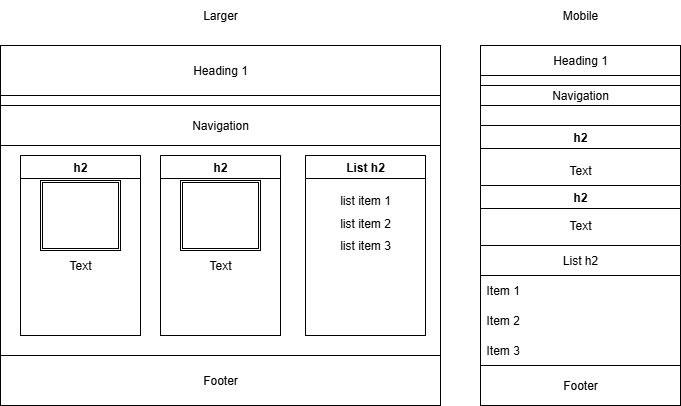 Larger
Heading 1
Navigation
h2
Text
h2
Text
List h2
list item 1
list item 2
list item 3
Footer
Mobile
Heading 1
Navigation
h2
Text
h2
Text
List h2
Item 1
Item 2
Item 3
Footer